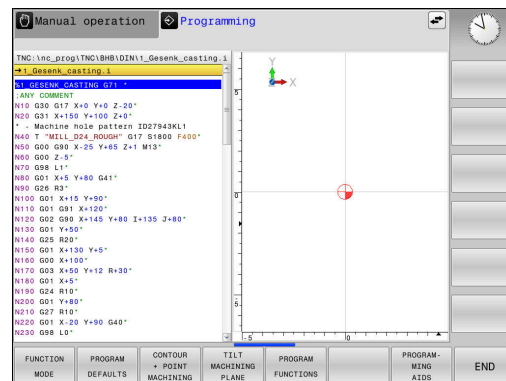 Manual operation
Programming
TNC:\nc_prog\TNC\BHB\DIN\1_Gesenk_casting.i
→1_Gesenk_casting.i
%1_GESENK_CASTING G71 *
;ANY COMMENT
N10 G30 G17 X+0 Y+0 Z-20*
N20 G31 X+150 Y+100 Z+0*
* - Machine hole pattern ID27943KL1
N40 T "MILL_D24_ROUGH" G17 S1800 F400*
N50 G00 G90 X-25 Y+65 Z+1 M13*
N60 G00 Z-5*
N70 G98 L1*
N80 G01 X+5 Y+80 G41*
N90 G26 R3*
N100 G01 X+15 Y+90*
N110 G01 G91 X+120*
N120 G02 G90 X+145 Y+80 I+135 J+80*
N130 G01 Y+50*
N140 G25 R20*
N150 G01 X+130 Y+5*
N160 G00 X+100*
N170 G03 X+50 Y+12 R+30*
N180 G01 X+5*
N190 G24 R10*
N200 G01 Y+80*
N210 G27 R10*
N220 G01 X-20 Y+90 G40*
N230 G98 L0*
Y
X
5
0
5
-5
0
FUNCTION MODE
PROGRAM DEFAULTS
CONTOUR + POINT MACHINING
TILT MACHINING PLANE
PROGRAM FUNCTIONS
PROGRAM-MING AIDS
END